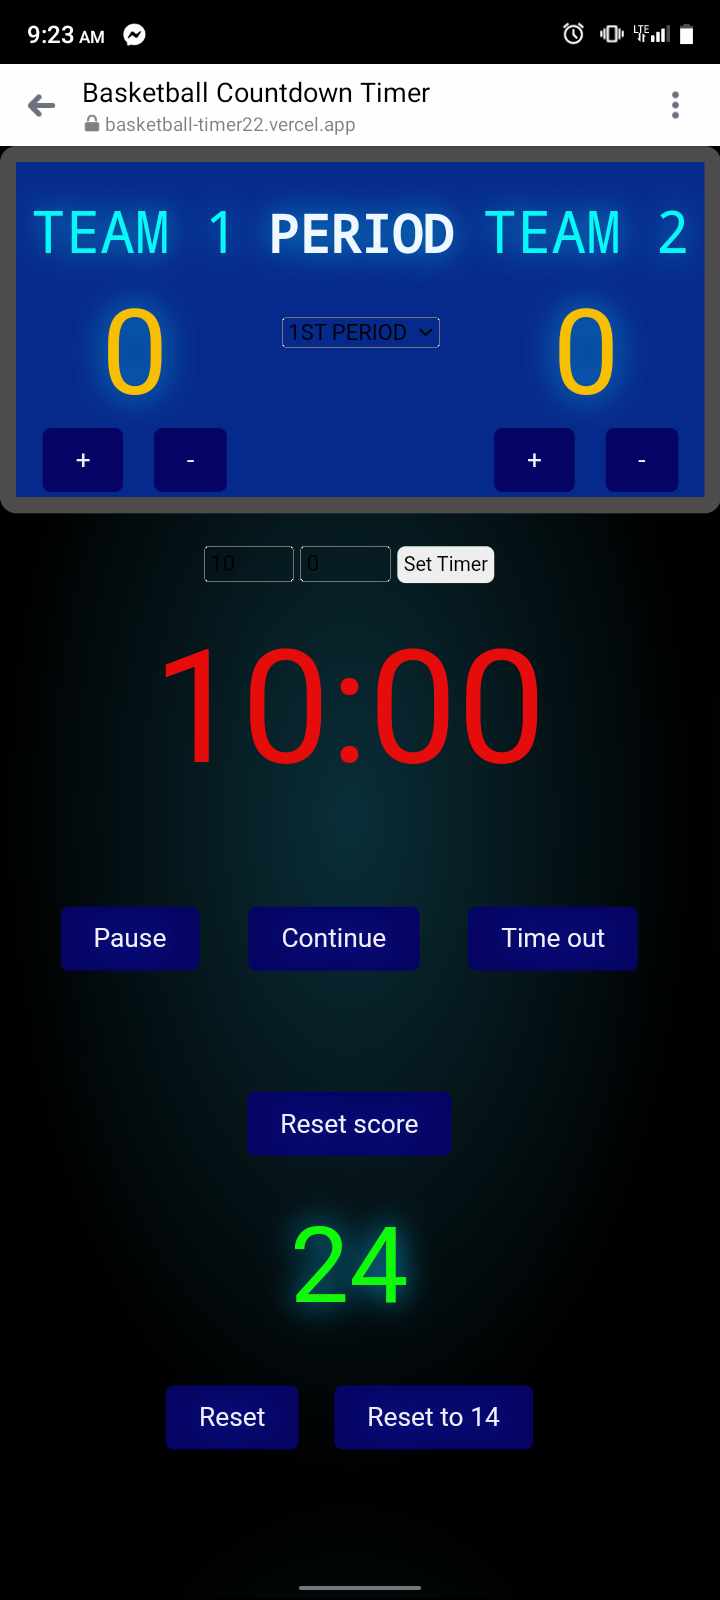 9:23 AM
LTE
Basketball Countdown Timer
basketball-timer22.vercel.app
TEAM 1 PERIOD TEAM 2
0 1ST PERIOD 0
+ - + -
10 0 Set Timer
10:00
Pause Continue Time out
Reset score
24
Reset Reset to 14